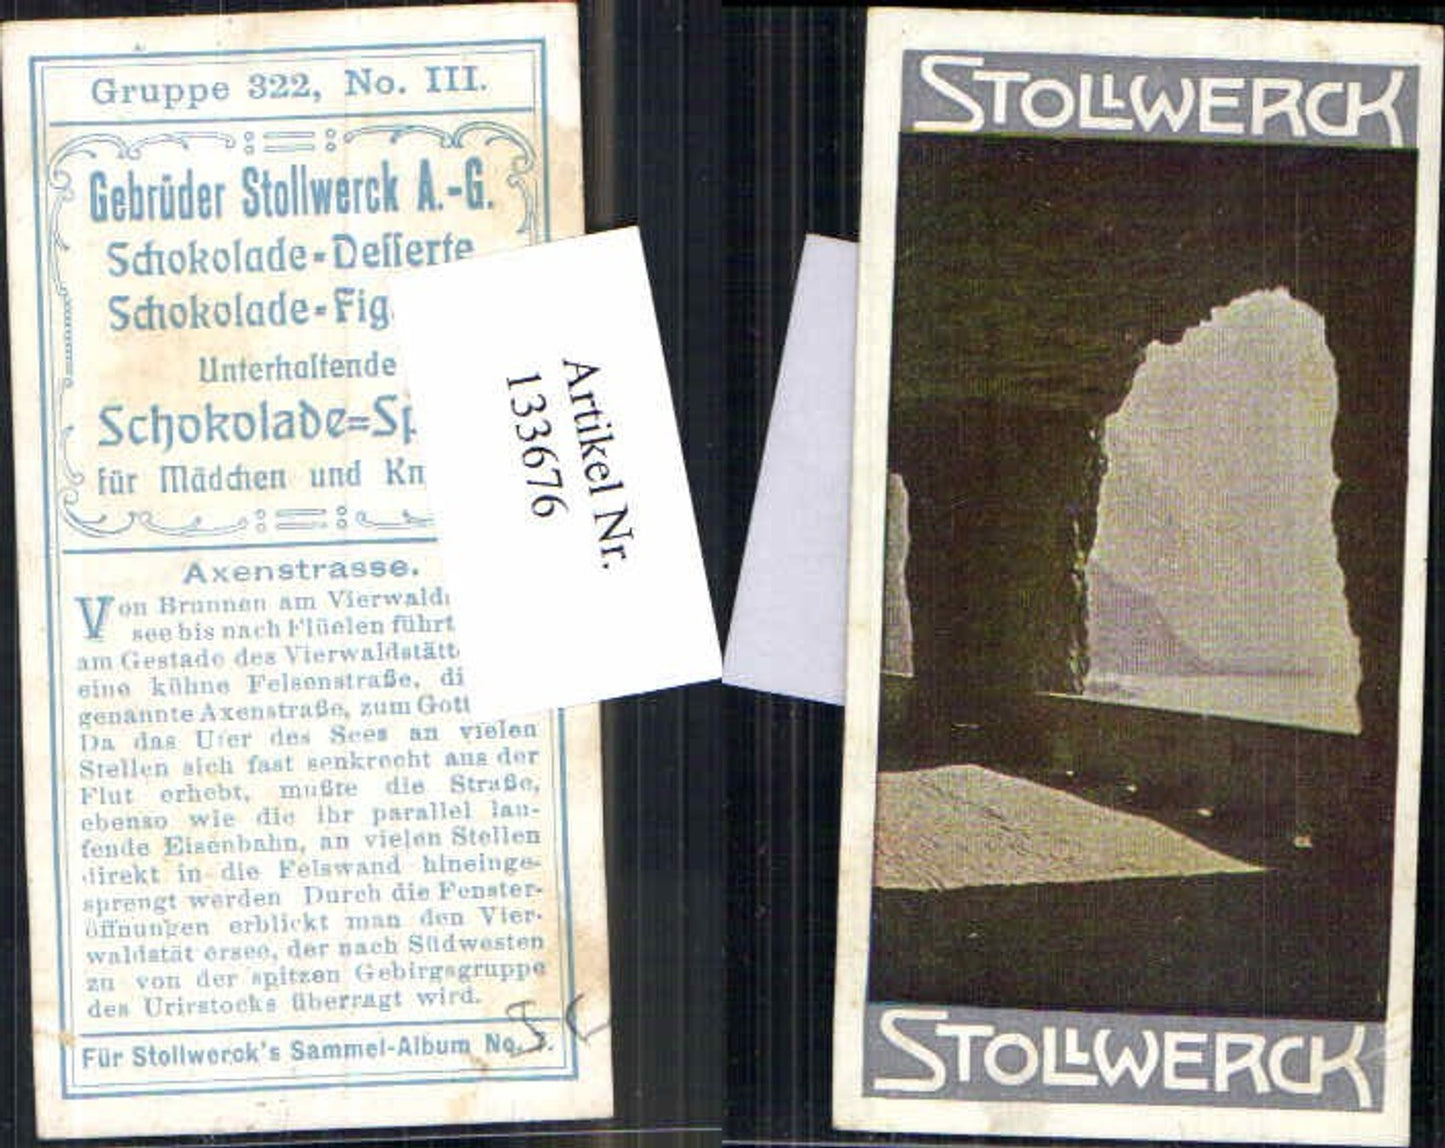 Gruppe 322, No. III.
Gebrüder Stollwerck A.-G.
Schokolade-Desserte
Schokolade-Fig
Unterhaltende
Schokolade-Sp
für Mädchen und Kn
Axenstrasse.
Von Brunnen am Vierwald
see bis nach Flüelen führt
am Gestade des Vierwaldstätt
eine kühne Felsenstraße, di
genannte Axenstraße, zum Gott
Da das Ufer des Sees an vielen
Stellen sich fast senkrecht aus der
Flut erhebt, mußte die Straße,
ebenso wie die ihr parallel lau-
fende Eisenbahn, an vielen Stellen
direkt in die Felswand hineinge-
sprengt werden Durch die Fenster-
öffnungen erblickt man den Vier-
waldstät ersee, der nach Südwesten
zu von der spitzen Gebirgsgruppe
des Urirstocks überragt wird.
Für Stollwerck's Sammel-Album No.
Artikel Nr.
133676
STOLLWERCK
STOLLWERCK